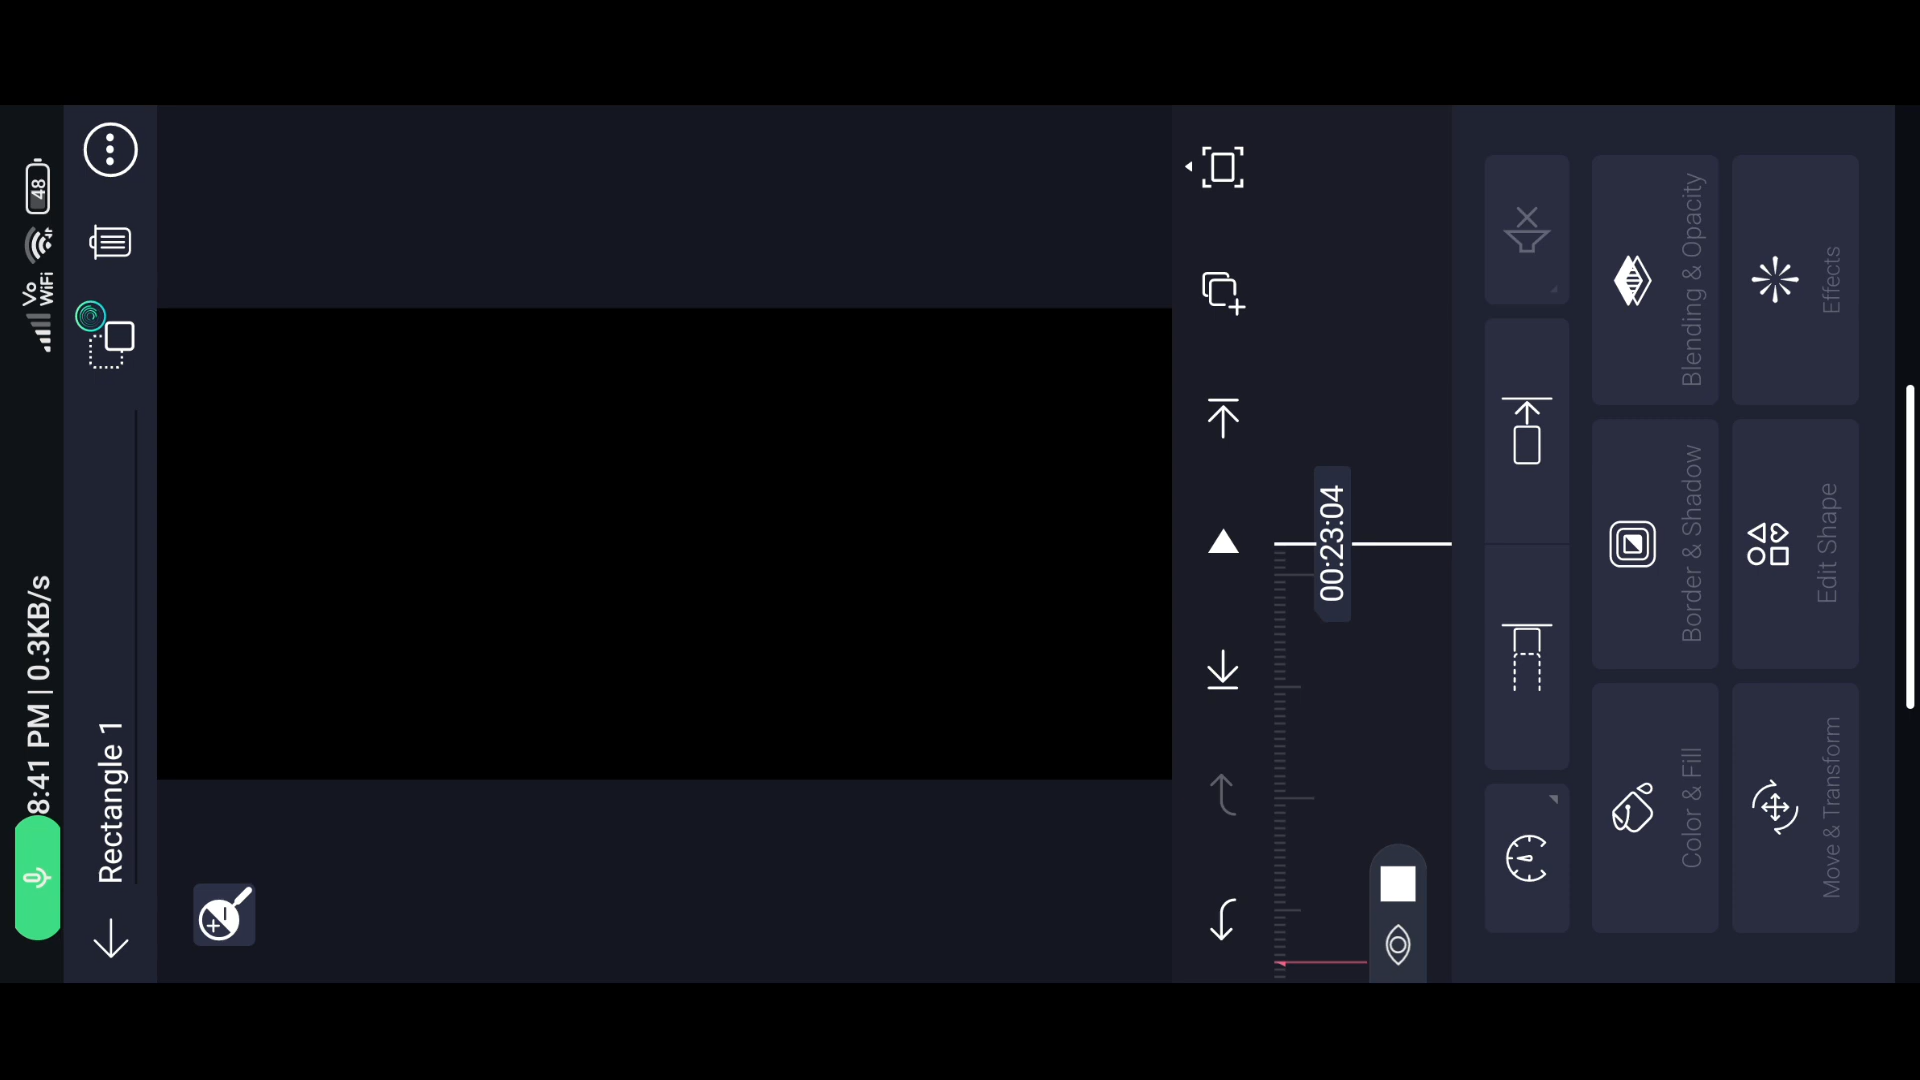 8:41 PM | 0.3KB/s
Vo
WiFi
48
Rectangle 1
00:23:04
Color & Fill
Border & Shadow
Blending & Opacity
Move & Transform
Edit Shape
Effects